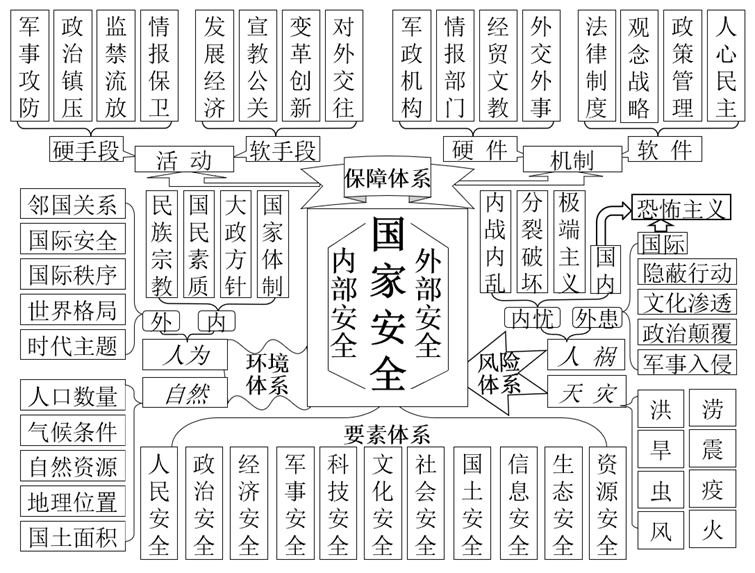 军事攻防
政治镇压
监禁流放
情报保卫
发展经济
宣教公关
变革创新
对外交往
军政机构
情报部门
经贸文教
外交外事
法律制度
观念战略
政策管理
人心民主
硬手段
活动
软手段
硬件
机制
软件
保障体系
邻国关系
国际安全
国际秩序
世界格局
时代主题
民族宗教
国民素质
大政方针
国家体制
外
内
人为
自然
环境
体系
人口数量
气候条件
自然资源
地理位置
国土面积
内部安全
国家安全
外部安全
内战内乱
分裂破坏
极端主义
国内
恐怖主义
国际
隐蔽行动
文化渗透
政治颠覆
军事入侵
内忧
外患
人祸
天灾
风险
体系
洪
涝
旱
震
虫
疫
风
火
要素体系
人民安全
政治安全
经济安全
军事安全
科技安全
文化安全
社会安全
国土安全
信息安全
生态安全
资源安全